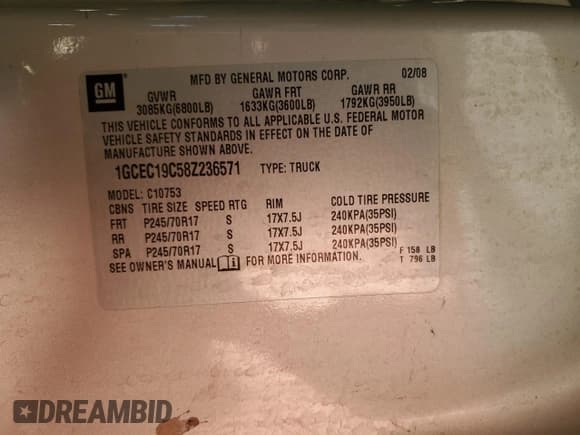 GM
MFD BY GENERAL MOTORS CORP. 02/08
GVWR GAWR FRT GAWR RR
3085KG(6800LB) 1633KG(3600LB) 1792KG(3950LB)
THIS VEHICLE CONFORMS TO ALL APPLICABLE U.S. FEDERAL MOTOR
VEHICLE SAFETY STANDARDS IN EFFECT ON THE DATE OF
MANUFACTURE SHOWN ABOVE.
1GCEC19C58Z236571 TYPE: TRUCK
MODEL: C10753
CBNS TIRE SIZE SPEED RTG RIM COLD TIRE PRESSURE
FRT P245/70R17 S 17X7.5J 240KPA(35PSI)
RR P245/70R17 S 17X7.5J 240KPA(35PSI)
SPA P245/70R17 S 17X7.5J 240KPA(35PSI)
SEE OWNER'S MANUAL FOR MORE INFORMATION.
F 158 LB
T 796 LB
DREAMBID